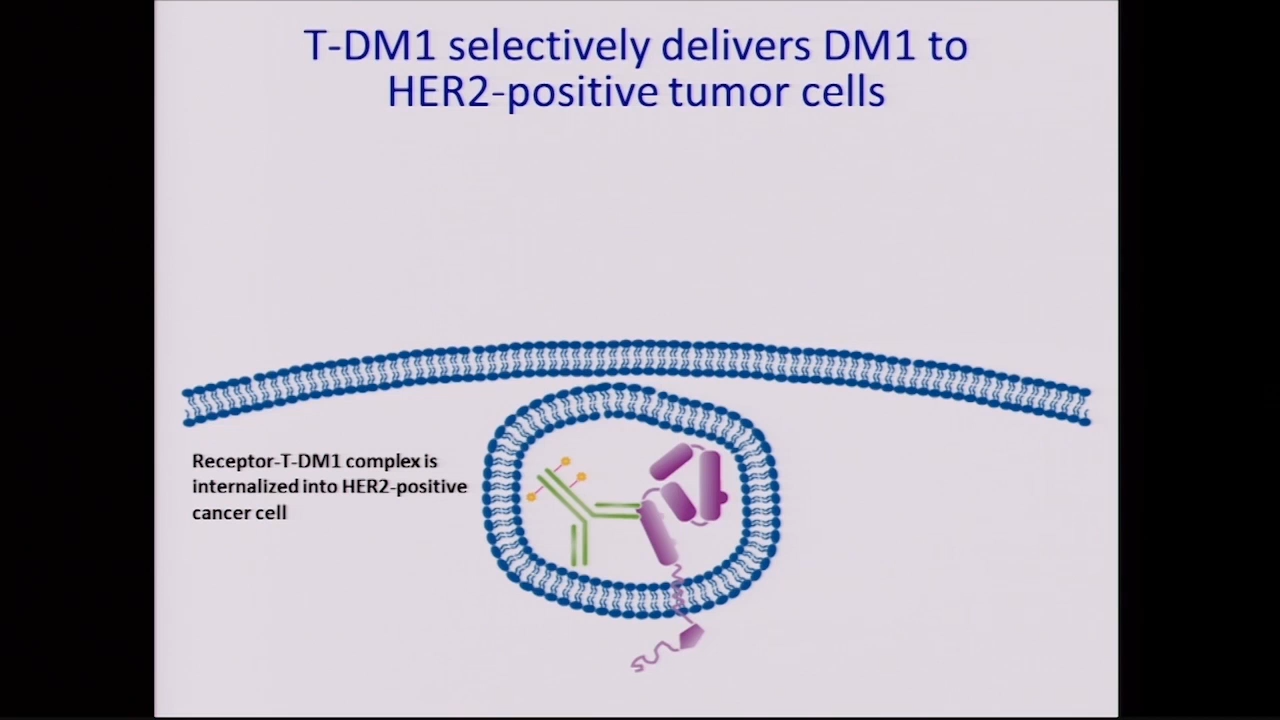 T-DM1 selectively delivers DM1 to
HER2-positive tumor cells
Receptor-T-DM1 complex is
internalized into HER2-positive
cancer cell